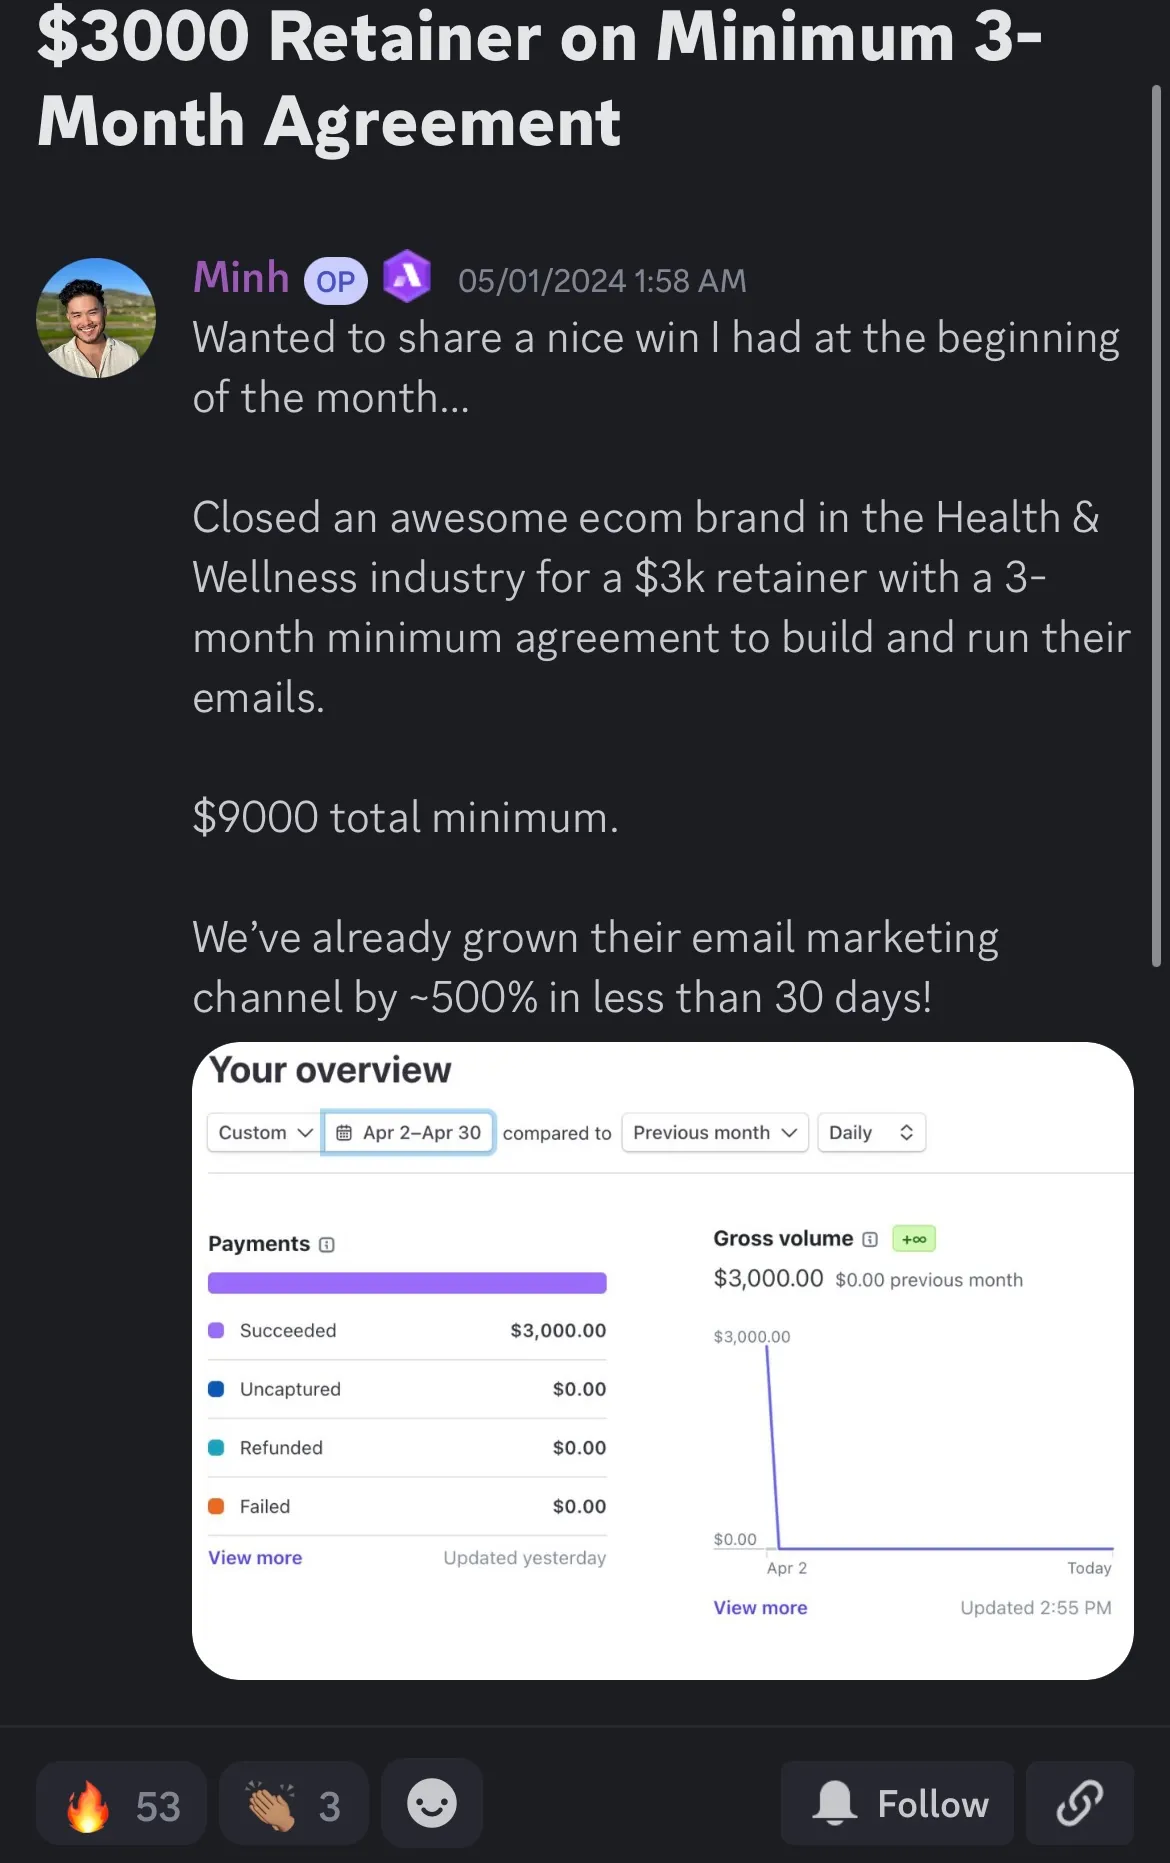 $3000 Retainer on Minimum 3-
Month Agreement
Minh OP 05/01/2024 1:58 AM
Wanted to share a nice win I had at the beginning
of the month...
Closed an awesome ecom brand in the Health &
Wellness industry for a $3k retainer with a 3-
month minimum agreement to build and run their
emails.
$9000 total minimum.
We’ve already grown their email marketing
channel by ~500% in less than 30 days!
Your overview
Custom Apr 2–Apr 30 compared to Previous month Daily
Payments
Succeeded $3,000.00
Uncaptured $0.00
Refunded $0.00
Failed $0.00
View more Updated yesterday
Gross volume +∞
$3,000.00 $0.00 previous month
$3,000.00
$0.00
Apr 2 Today
View more Updated 2:55 PM
53 3 Follow